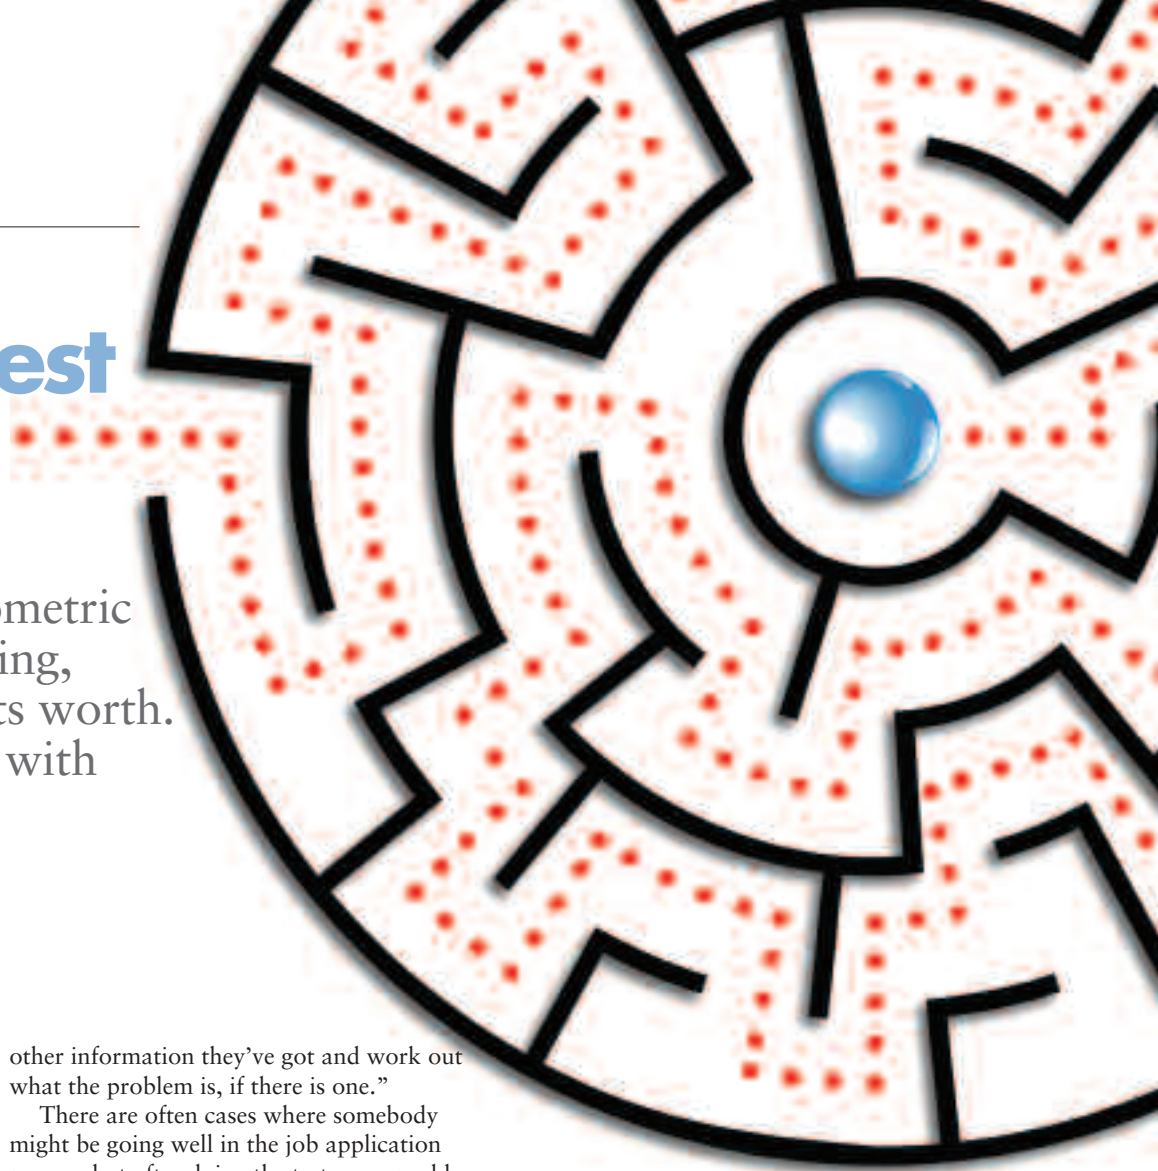 est
ometric
ing,
ts worth.
with
other information they’ve got and work out
what the problem is, if there is one.”
There are often cases where somebody
might be going well in the job application